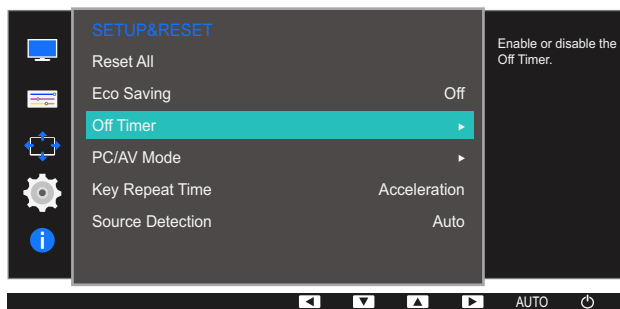 SETUP&RESET
Reset All
Eco Saving Off
Off Timer
PC/AV Mode
Key Repeat Time Acceleration
Source Detection Auto
Enable or disable the
Off Timer.
AUTO